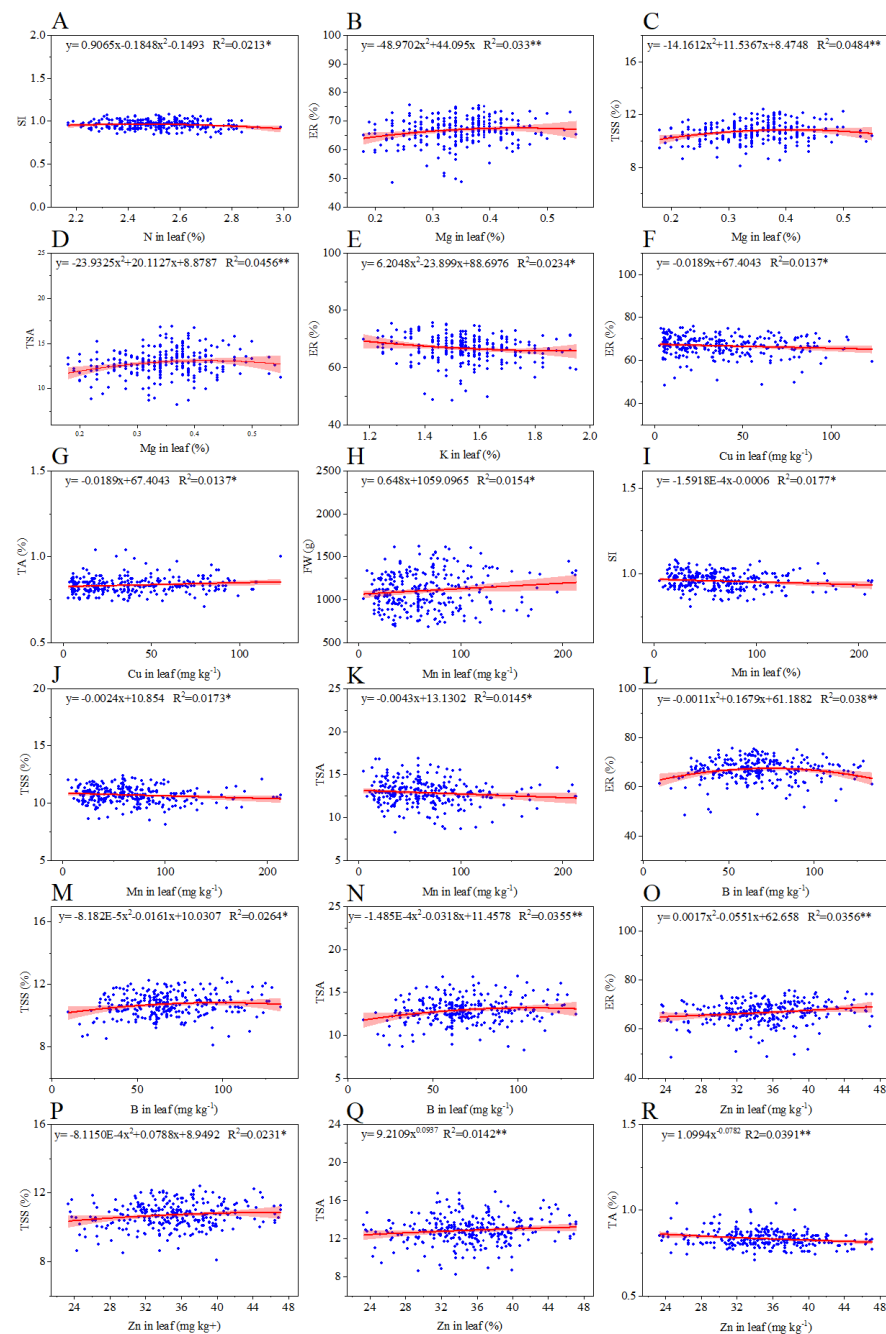 A
y= 0.9065x-0.1848x²-0.1493 R²=0.0213*
2.0
1.5
1.0
0.5
0.0
SI
2.2 2.4 2.6 2.8 3.0
N in leaf (%)
B
y= -48.9702x²+44.095x R²=0.033**
90
80
70
60
50
40
ER (%)
0.2 0.3 0.4 0.5
Mg in leaf (%)
C
y= -14.1612x²+11.5367x+8.4748 R²=0.0484**
16
12
8
TSS (%)
0.2 0.3 0.4 0.5
Mg in leaf (%)
D
y= -23.9325x²+20.1127x+8.8787 R²=0.0456**
25
20
15
10
TSA
0.2 0.3 0.4 0.5
Mg in leaf (%)
E
y= 6.2048x²-23.899x+88.6976 R²=0.0234*
100
80
60
40
ER (%)
1.2 1.4 1.6 1.8 2.0
K in leaf (%)
F
y= -0.0189x+67.4043 R²=0.0137*
100
80
60
40
ER (%)
0 50 100
Cu in leaf (mg kg⁻¹)
G
y= -0.0189x+67.4043 R²=0.0137*
1.5
1.0
0.5
TA (%)
0 50 100
Cu in leaf (mg kg⁻¹)
H
y= 0.648x+1059.0965 R²=0.0154*
2500
2000
1500
1000
500
FW (g)
0 50 100 150 200
Mn in leaf (mg kg⁻¹)
I
y= -1.5918E-4x-0.0006 R²=0.0177*
1.5
1.0
SI
0 50 100 150 200
Mn in leaf (%)
J
y= -0.0024x+10.854 R²=0.0173*
20
15
10
5
TSS (%)
0 50 100 150 200
Mn in leaf (mg kg⁻¹)
K
y= -0.0043x+13.1302 R²=0.0145*
25
20
15
10
5
TSA
0 50 100 150 200
Mn in leaf (mg kg⁻¹)
L
y= -0.0011x²+0.1679x+61.1882 R²=0.038**
100
80
60
40
ER (%)
0 50 100
B in leaf (mg kg⁻¹)
M
y= -8.182E-5x²-0.0161x+10.0307 R²=0.0264*
16
12
8
TSS (%)
0 50 100
B in leaf (mg kg⁻¹)
N
y= -1.485E-4x²-0.0318x+11.4578 R²=0.0355**
25
20
15
10
5
TSA
0 50 100
B in leaf (mg kg⁻¹)
O
y= 0.0017x²-0.0551x+62.658 R²=0.0356**
100
80
60
40
ER (%)
24 28 32 36 40 44 48
Zn in leaf (mg kg⁻¹)
P
y= -8.1150E-4x²+0.0788x+8.9492 R²=0.0231*
16
12
8
TSS (%)
24 28 32 36 40 44 48
Zn in leaf (mg kg+)
Q
y= 9.2109x⁰·⁰⁹³⁷ R²=0.0142**
24
20
16
12
8
TSA
24 28 32 36 40 44 48
Zn in leaf (%)
R
y= 1.0994x⁻⁰·⁰⁷⁸² R2=0.0391**
1.5
1.0
0.5
TA (%)
24 28 32 36 40 44 48
Zn in leaf (mg kg⁻¹)